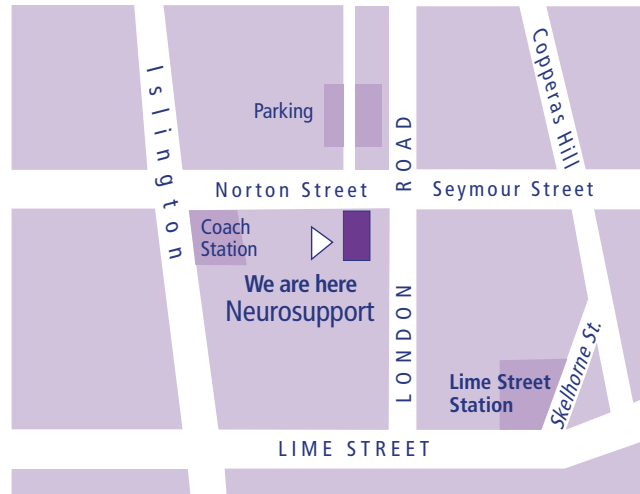 Islington
Parking
LONDON ROAD
Copperas Hill
Norton Street
Seymour Street
Coach
Station
We are here
Neurosupport
Lime Street
Station
Skelhorne St.
LIME STREET